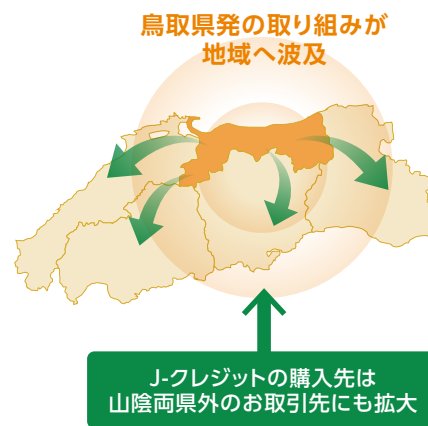 鳥取県発の取り組みが
地域へ波及
J-クレジットの購入先は
山陰両県外のお取引先にも拡大